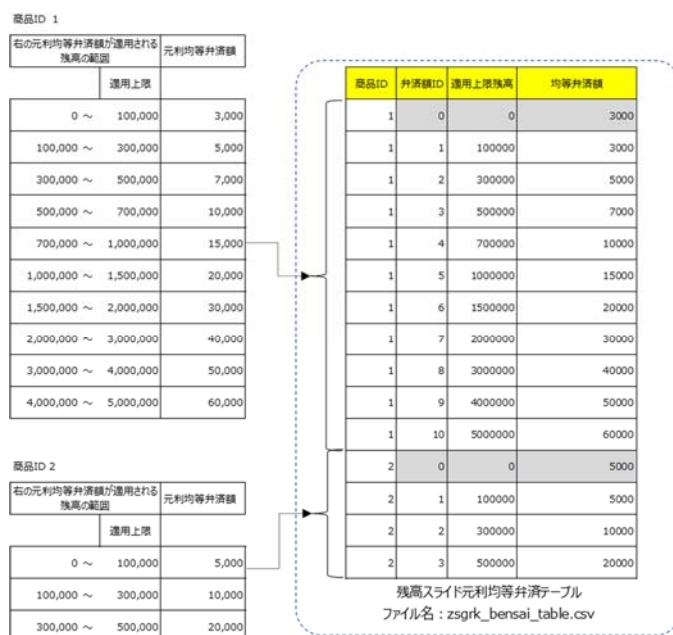 商品ID 1
右の元利均等弁済額が適用される 元利均等弁済額
残高の範囲
適用上限
0 ～ 100,000 3,000
100,000 ～ 300,000 5,000
300,000 ～ 500,000 7,000
500,000 ～ 700,000 10,000
700,000 ～ 1,000,000 15,000
1,000,000 ～ 1,500,000 20,000
1,500,000 ～ 2,000,000 30,000
2,000,000 ～ 3,000,000 40,000
3,000,000 ～ 4,000,000 50,000
4,000,000 ～ 5,000,000 60,000
商品ID 2
右の元利均等弁済額が適用される 元利均等弁済額
残高の範囲
適用上限
0 ～ 100,000 5,000
100,000 ～ 300,000 10,000
300,000 ～ 500,000 20,000
商品ID 弁済額ID 適用上限残高 均等弁済額
1 0 0 3000
1 1 100000 3000
1 2 300000 5000
1 3 500000 7000
1 4 700000 10000
1 5 1000000 15000
1 6 1500000 20000
1 7 2000000 30000
1 8 3000000 40000
1 9 4000000 50000
1 10 5000000 60000
2 0 0 5000
2 1 100000 5000
2 2 300000 10000
2 3 500000 20000
残高スライド元利均等弁済テーブル
ファイル名：zsgrk_bensai_table.csv